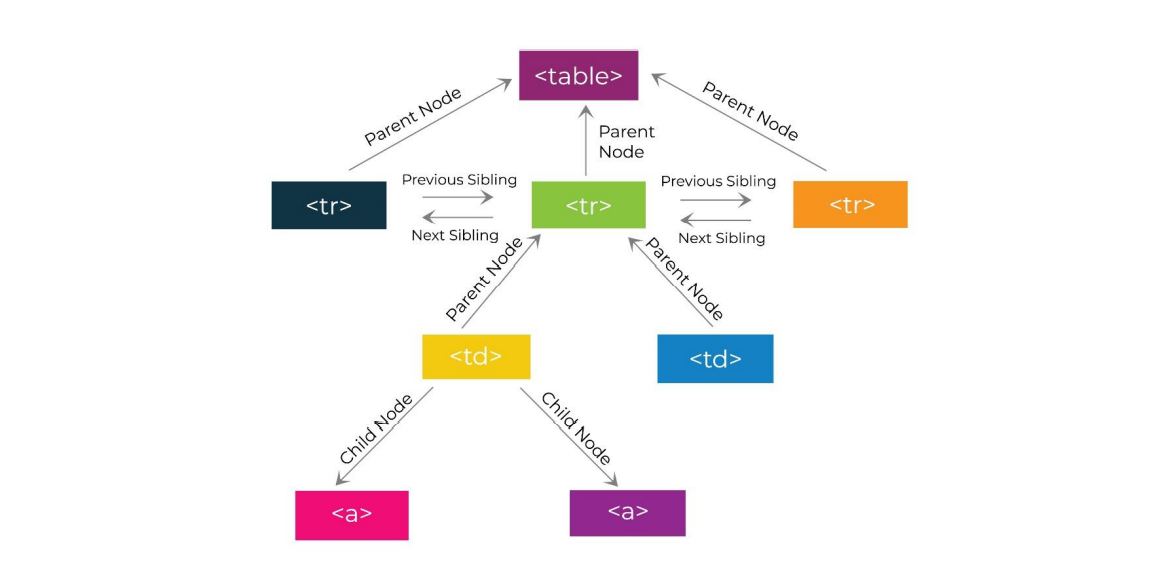 <table>
Parent Node
Parent
Node
Parent Node
<tr>
Previous Sibling
Next Sibling
<tr>
Previous Sibling
Next Sibling
<tr>
Parent Node
Parent Node
<td>
<td>
Child Node
Child Node
<a>
<a>